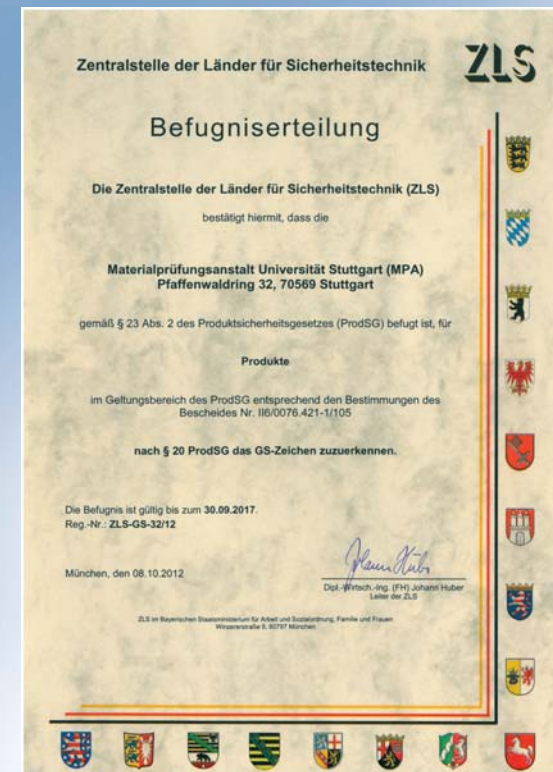 Zentralstelle der Länder für Sicherheitstechnik
ZLS
Befugniserteilung
Die Zentralstelle der Länder für Sicherheitstechnik (ZLS)
bestätigt hiermit, dass die
Materialprüfungsanstalt Universität Stuttgart (MPA)
Pfaffenwaldring 32, 70569 Stuttgart
gemäß § 23 Abs. 2 des Produktsicherheitsgesetzes (ProdSG) befugt ist, für
Produkte
im Geltungsbereich des ProdSG entsprechend den Bestimmungen des
Bescheides Nr. II6/0076.421-1/105
nach § 20 ProdSG das GS-Zeichen zuzuerkennen.
Die Befugnis ist gültig bis zum 30.09.2017.
Reg.-Nr.: ZLS-GS-32/12
München, den 08.10.2012
Johann Huber
Dipl.-Wirtsch.-Ing. (FH) Johann Huber
Leiter der ZLS
ZLS im Bayerischen Staatsministerium für Arbeit und Sozialordnung, Familie und Frauen
Winzererstraße 9, 80797 München